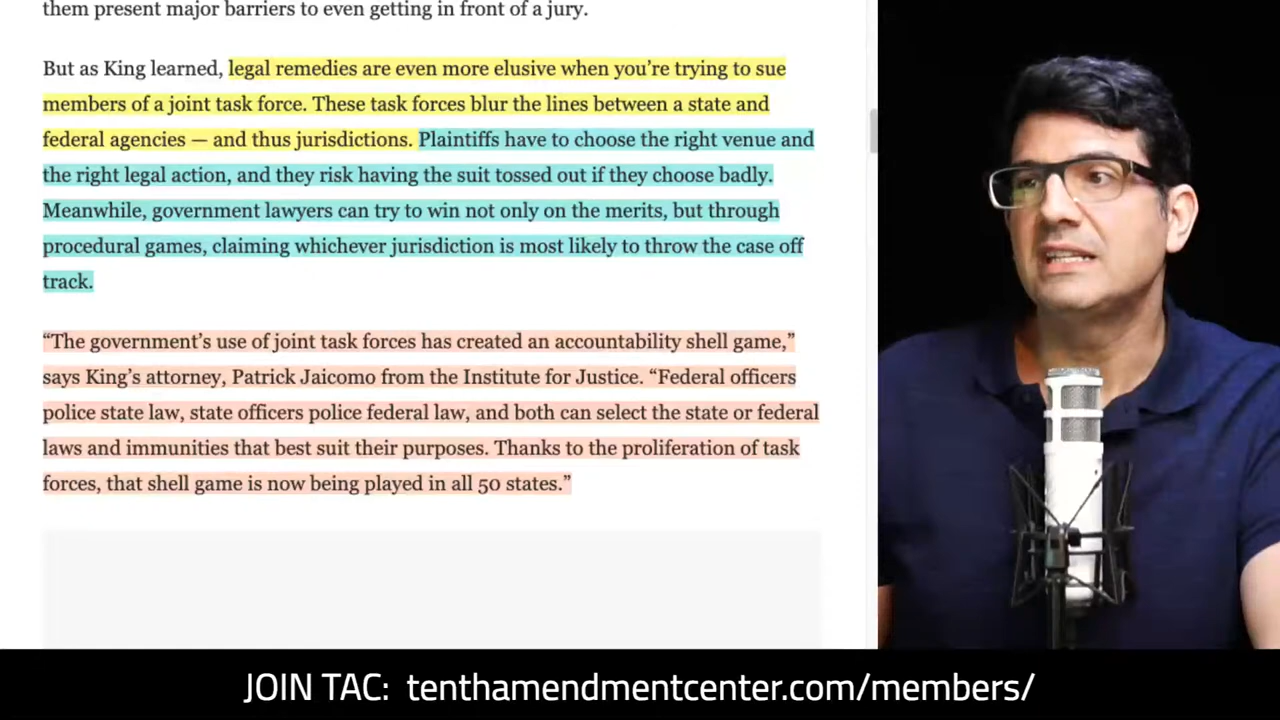 them present major barriers to even getting in front of a jury.
But as King learned, legal remedies are even more elusive when you’re trying to sue
members of a joint task force. These task forces blur the lines between a state and
federal agencies — and thus jurisdictions. Plaintiffs have to choose the right venue and
the right legal action, and they risk having the suit tossed out if they choose badly.
Meanwhile, government lawyers can try to win not only on the merits, but through
procedural games, claiming whichever jurisdiction is most likely to throw the case off
track.
“The government’s use of joint task forces has created an accountability shell game,”
says King’s attorney, Patrick Jaicomo from the Institute for Justice. “Federal officers
police state law, state officers police federal law, and both can select the state or federal
laws and immunities that best suit their purposes. Thanks to the proliferation of task
forces, that shell game is now being played in all 50 states.”
JOIN TAC: tenthamendmentcenter.com/members/